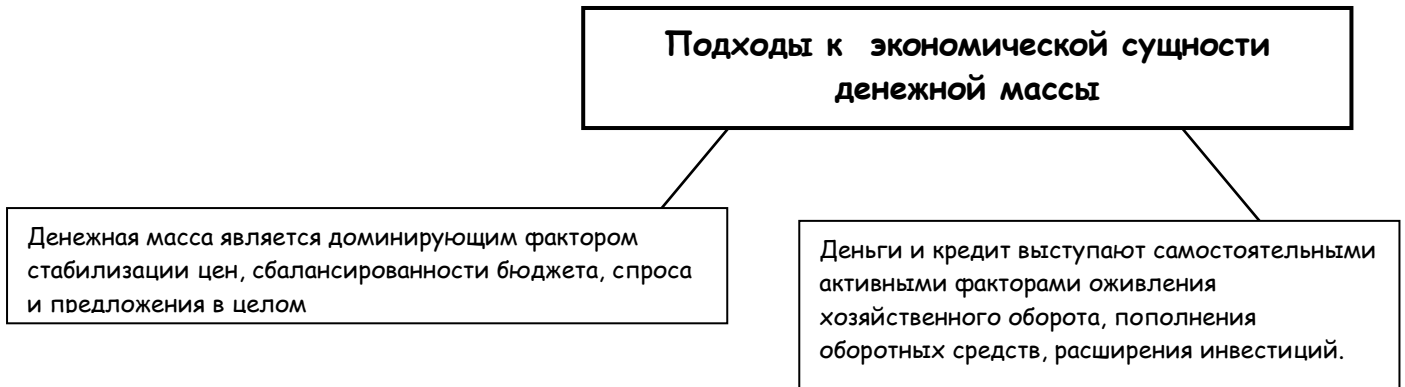 Подходы к экономической сущности
денежной массы
Денежная масса является доминирующим фактором
стабилизации цен, сбалансированности бюджета, спроса
и предложения в целом
Деньги и кредит выступают самостоятельными
активными факторами оживления
хозяйственного оборота, пополнения
оборотных средств, расширения инвестиций.